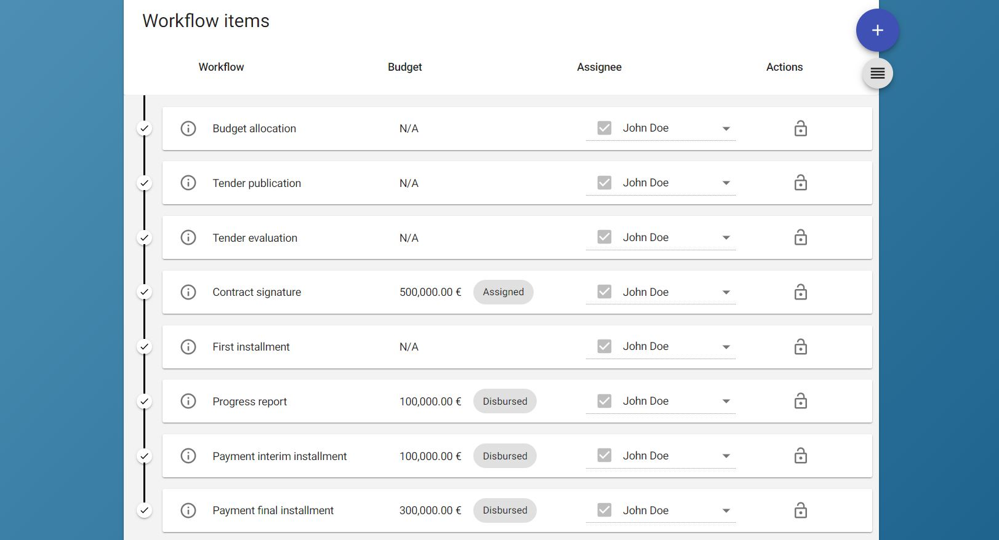 Workflow items
Workflow Budget Assignee Actions
Budget allocation N/A John Doe
Tender publication N/A John Doe
Tender evaluation N/A John Doe
Contract signature 500,000.00 € Assigned John Doe
First installment N/A John Doe
Progress report 100,000.00 € Disbursed John Doe
Payment interim installment 100,000.00 € Disbursed John Doe
Payment final installment 300,000.00 € Disbursed John Doe